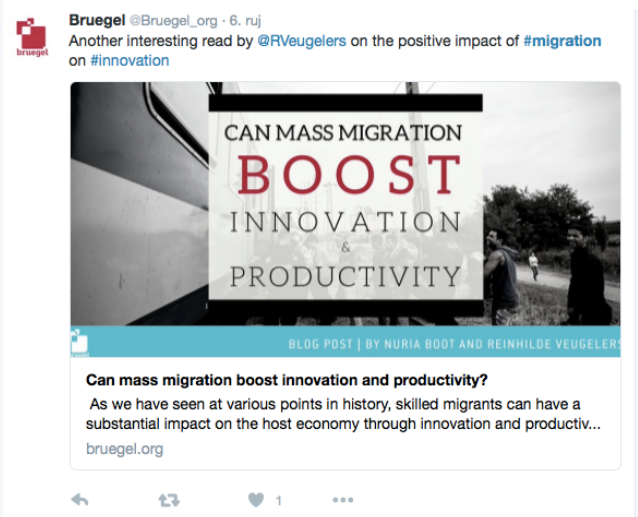 bruegel
Bruegel @Bruegel_org · 6. ruj
Another interesting read by @RVeugelers on the positive impact of #migration
on #innovation
CAN MASS MIGRATION
BOOST
INNOVATION
&
PRODUCTIVITY
bruegel
BLOG POST | BY NURIA BOOT AND REINHILDE VEUGELERS
Can mass migration boost innovation and productivity?
As we have seen at various points in history, skilled migrants can have a
substantial impact on the host economy through innovation and productiv...
bruegel.org
1